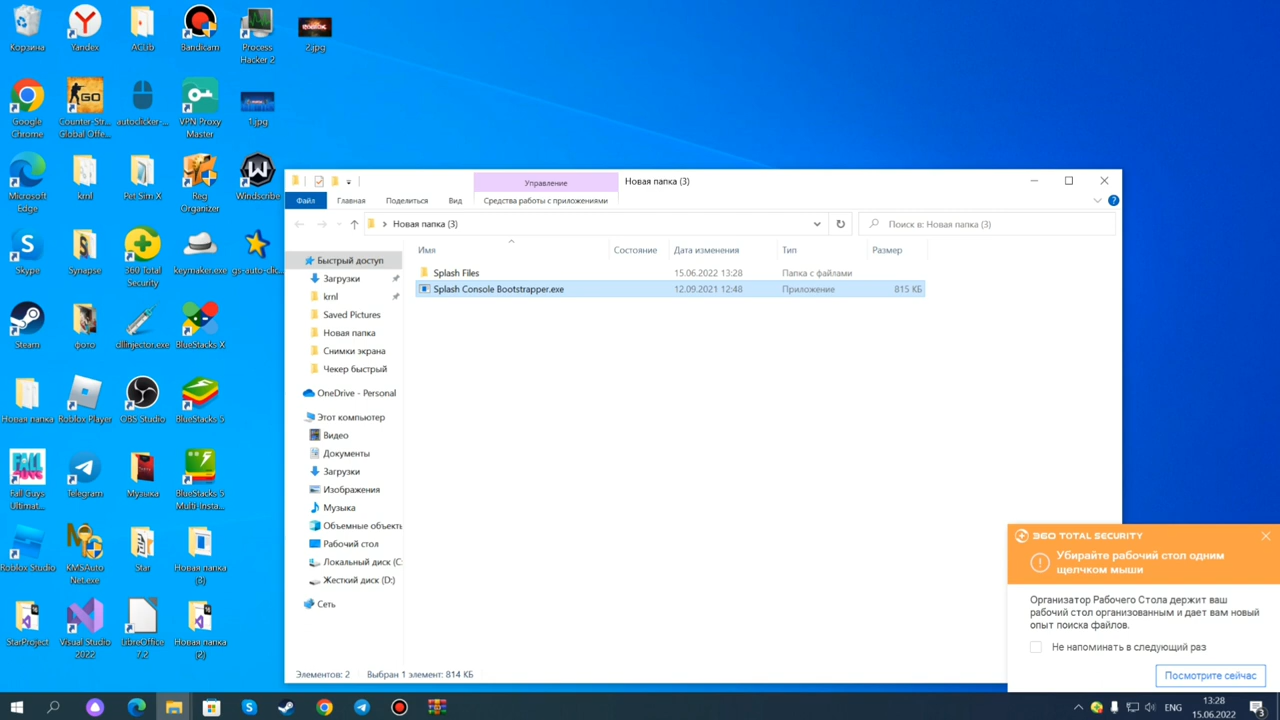 Корзина
Yandex
ACLib
Bandicam
Process
Hacker 2
2.jpg
Google
Chrome
Counter-Str...
Global Offe...
autoclicker-...
VPN Proxy
Master
1.jpg
Microsoft
Edge
krnl
Pet Sim X
Reg
Organizer
Windscribe
Skype
Synapse
360 Total
Security
keymaker.exe
gs-auto-clic...
Steam
фото
dllinjector.exe
BlueStacks X
Новая папка
Roblox Player
OBS Studio
BlueStacks 5
Fall Guys
Ultimat...
Telegram
Музыка
BlueStacks 5
Multi-Insta...
Roblox Studio
KMSAuto
Net.exe
Star
Новая папка
(3)
StarProject
Visual Studio
2022
LibreOffice
7.2
Новая папка
(2)
Управление
Новая папка (3)
Файл
Главная
Поделиться
Вид
Средства работы с приложениями
Новая папка (3)
Поиск в: Новая папка (3)
Имя
Состояние
Дата изменения
Тип
Размер
Splash Files
15.06.2022 13:28
Папка с файлами
Splash Console Bootstrapper.exe
12.09.2021 12:48
Приложение
815 КБ
Быстрый доступ
Загрузки
krnl
Saved Pictures
Новая папка
Снимки экрана
Чекер быстрый
OneDrive - Personal
Этот компьютер
Видео
Документы
Загрузки
Изображения
Музыка
Объемные объекты
Рабочий стол
Локальный диск (C:
Жесткий диск (D:)
Сеть
Элементов: 2
Выбран 1 элемент: 814 КБ
360 TOTAL SECURITY
Убирайте рабочий стол одним
щелчком мыши
Организатор Рабочего Стола держит ваш
рабочий стол организованным и дает вам новый
опыт поиска файлов.
Не напоминать в следующий раз
Посмотрите сейчас
ENG
13:28
15.06.2022
3